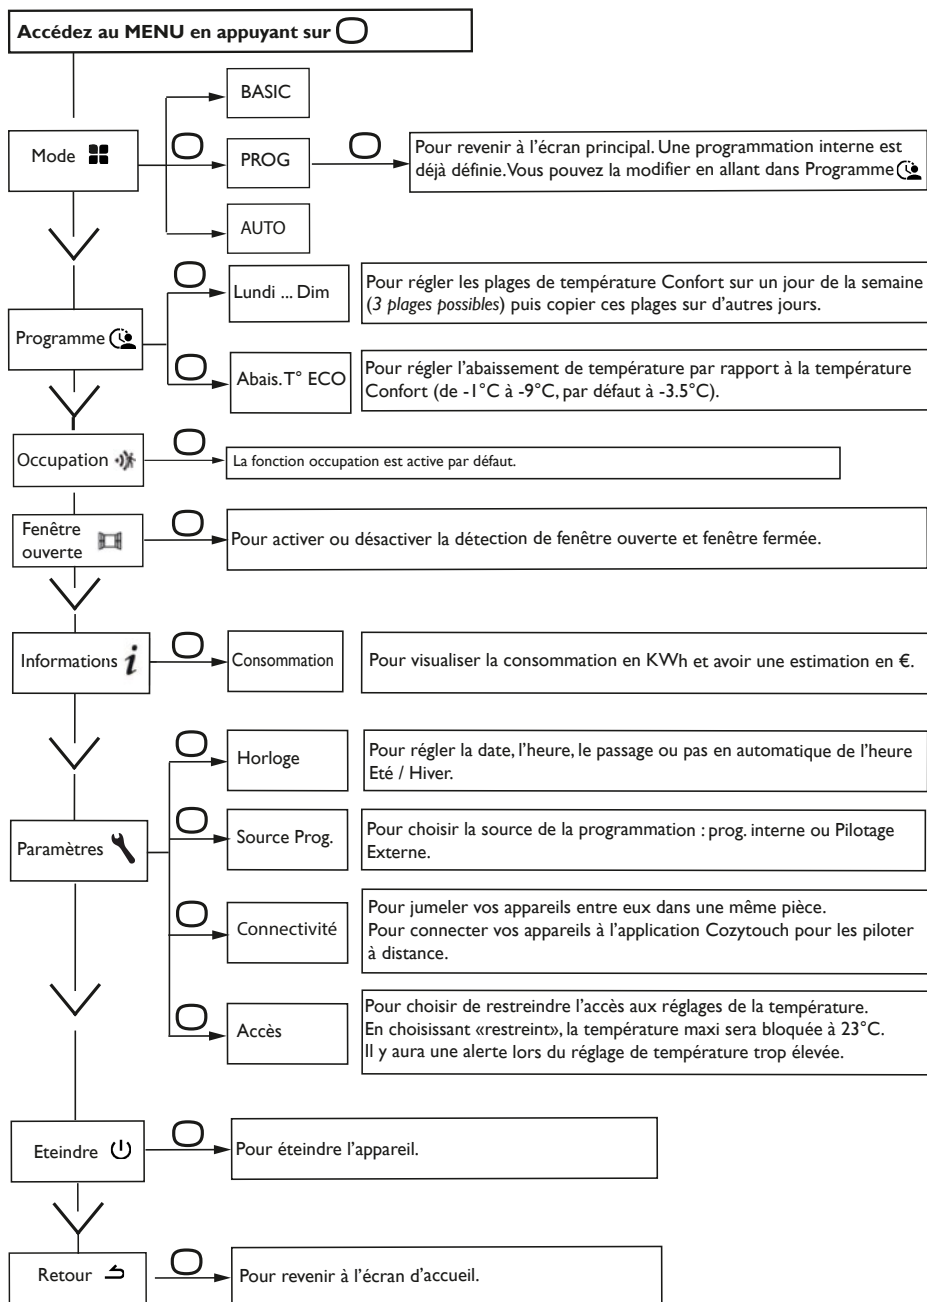 Accédez au MENU en appuyant sur
BASIC
Mode
PROG
Pour revenir à l'écran principal. Une programmation interne est
déjà définie. Vous pouvez la modifier en allant dans Programme
AUTO
Lundi ... Dim
Pour régler les plages de température Confort sur un jour de la semaine
(3 plages possibles) puis copier ces plages sur d'autres jours.
Programme
Abais. T° ECO
Pour régler l'abaissement de température par rapport à la température
Confort (de -1°C à -9°C, par défaut à -3.5°C).
Occupation
La fonction occupation est active par défaut.
Fenêtre
ouverte
Pour activer ou désactiver la détection de fenêtre ouverte et fenêtre fermée.
Informations i
Consommation
Pour visualiser la consommation en KWh et avoir une estimation en €.
Horloge
Pour régler la date, l'heure, le passage ou pas en automatique de l'heure
Eté / Hiver.
Paramètres
Source Prog.
Pour choisir la source de la programmation : prog. interne ou Pilotage
Externe.
Connectivité
Pour jumeler vos appareils entre eux dans une même pièce.
Pour connecter vos appareils à l'application Cozytouch pour les piloter
à distance.
Accès
Pour choisir de restreindre l'accès aux réglages de la température.
En choisissant «restreint», la température maxi sera bloquée à 23°C.
Il y aura une alerte lors du réglage de température trop élevée.
Eteindre
Pour éteindre l'appareil.
Retour
Pour revenir à l'écran d'accueil.